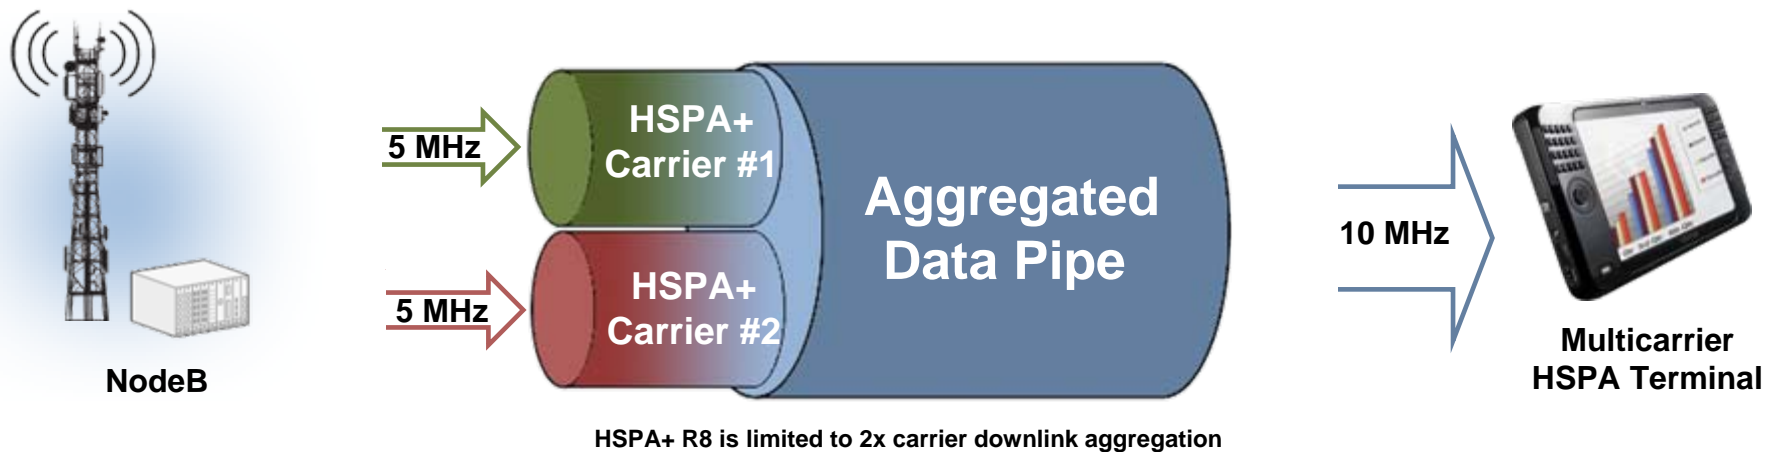 NodeB
5 MHz
5 MHz
HSPA+
Carrier #1
HSPA+
Carrier #2
Aggregated
Data Pipe
10 MHz
Multicarrier
HSPA Terminal
HSPA+ R8 is limited to 2x carrier downlink aggregation